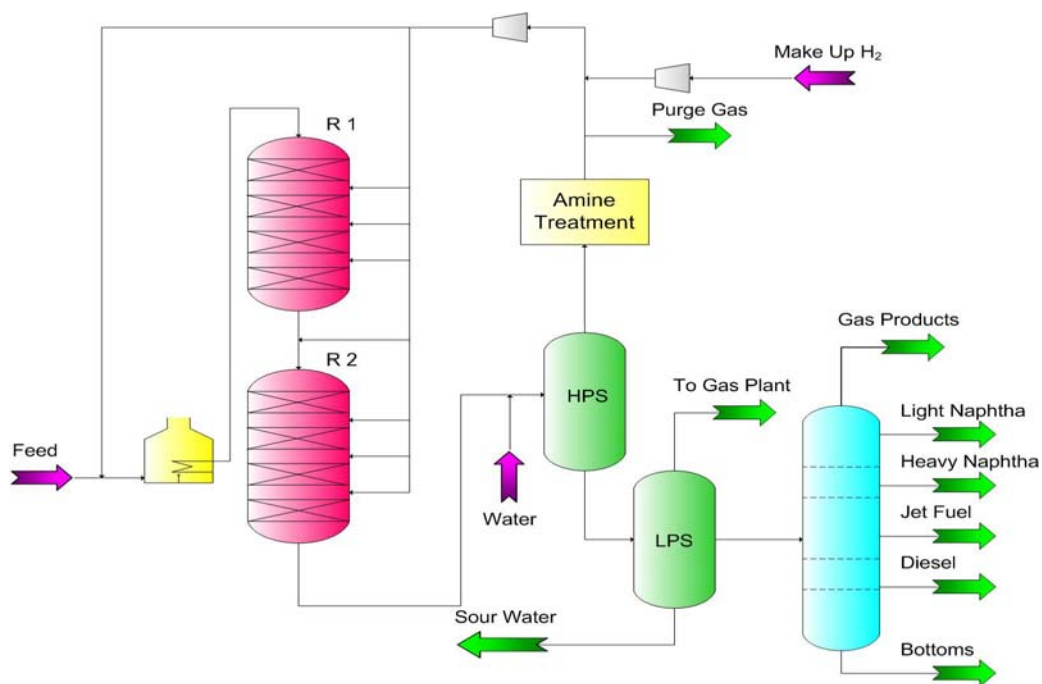 Make Up H₂
Purge Gas
R 1
Amine
Treatment
Gas Products
R 2
HPS
To Gas Plant
Light Naphtha
Feed
Heavy Naphtha
Water
Jet Fuel
LPS
Diesel
Sour Water
Bottoms